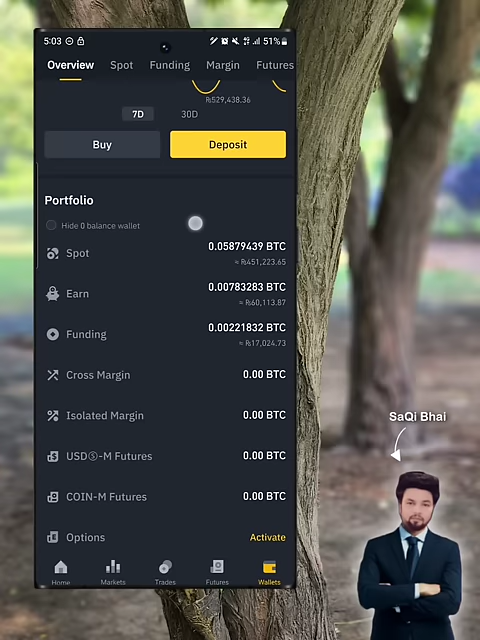 5:03 51%
Overview Spot Funding Margin Futures
₨529,438.36
7D 30D
Buy Deposit
Portfolio
Hide 0 balance wallet
Spot 0.05879439 BTC
≈ ₨451,223.65
Earn 0.00783283 BTC
≈ ₨60,113.87
Funding 0.00221832 BTC
≈ ₨17,024.73
Cross Margin 0.00 BTC
Isolated Margin 0.00 BTC
USDⓈ-M Futures 0.00 BTC
COIN-M Futures 0.00 BTC
Options Activate
Home Markets Trades Futures Wallets
SaQi Bhai